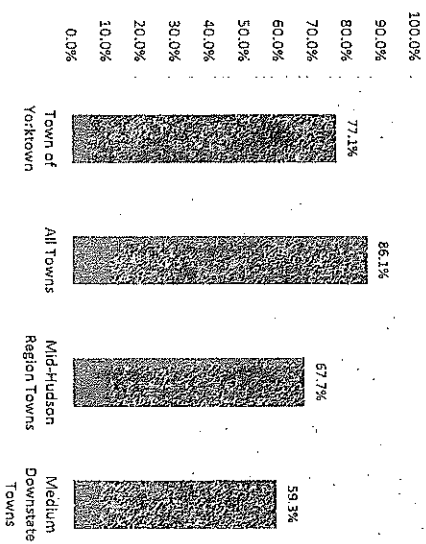 100.0%
90.0%
80.0%
70.0%
60.0%
50.0%
40.0%
30.0%
20.0%
10.0%
0.0%
77.1%
86.1%
67.7%
59.3%
Town of
Yorktown
All Towns
Mid-Hudson
Region Towns
Medium
Downstate
Towns